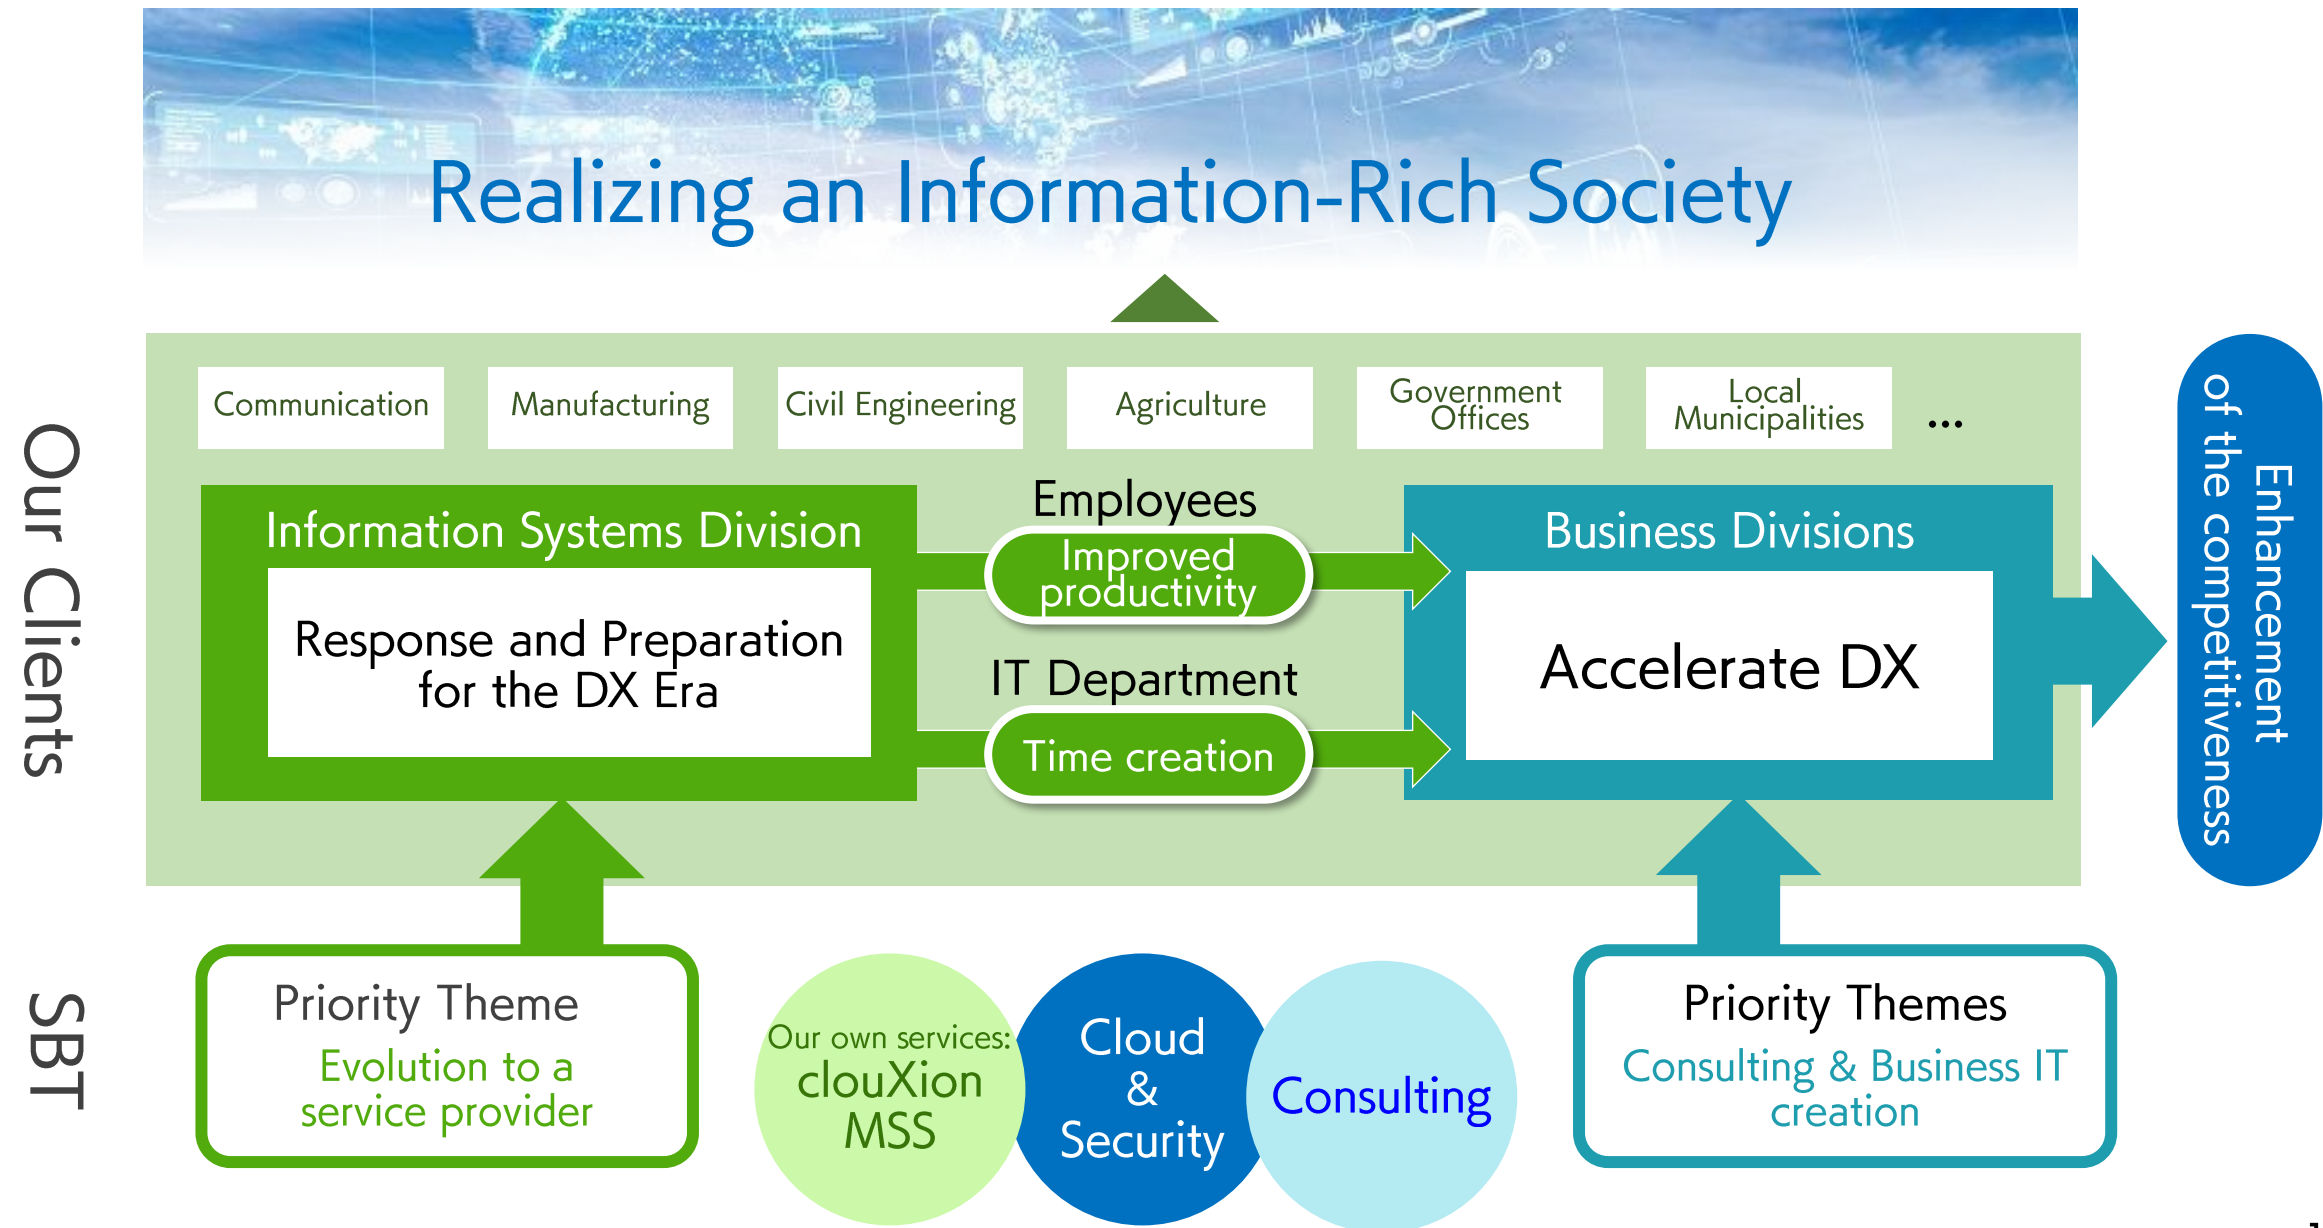 Realizing an Information-Rich Society
Our Clients
Communication
Manufacturing
Civil Engineering
Agriculture
Government
Offices
Local
Municipalities
...
Information Systems Division
Response and Preparation
for the DX Era
Employees
Improved
productivity
IT Department
Time creation
Business Divisions
Accelerate DX
Enhancement
of the competitiveness
SBT
Priority Theme
Evolution to a
service provider
Our own services:
clouXion
MSS
Cloud
&
Security
Consulting
Priority Themes
Consulting & Business IT
creation